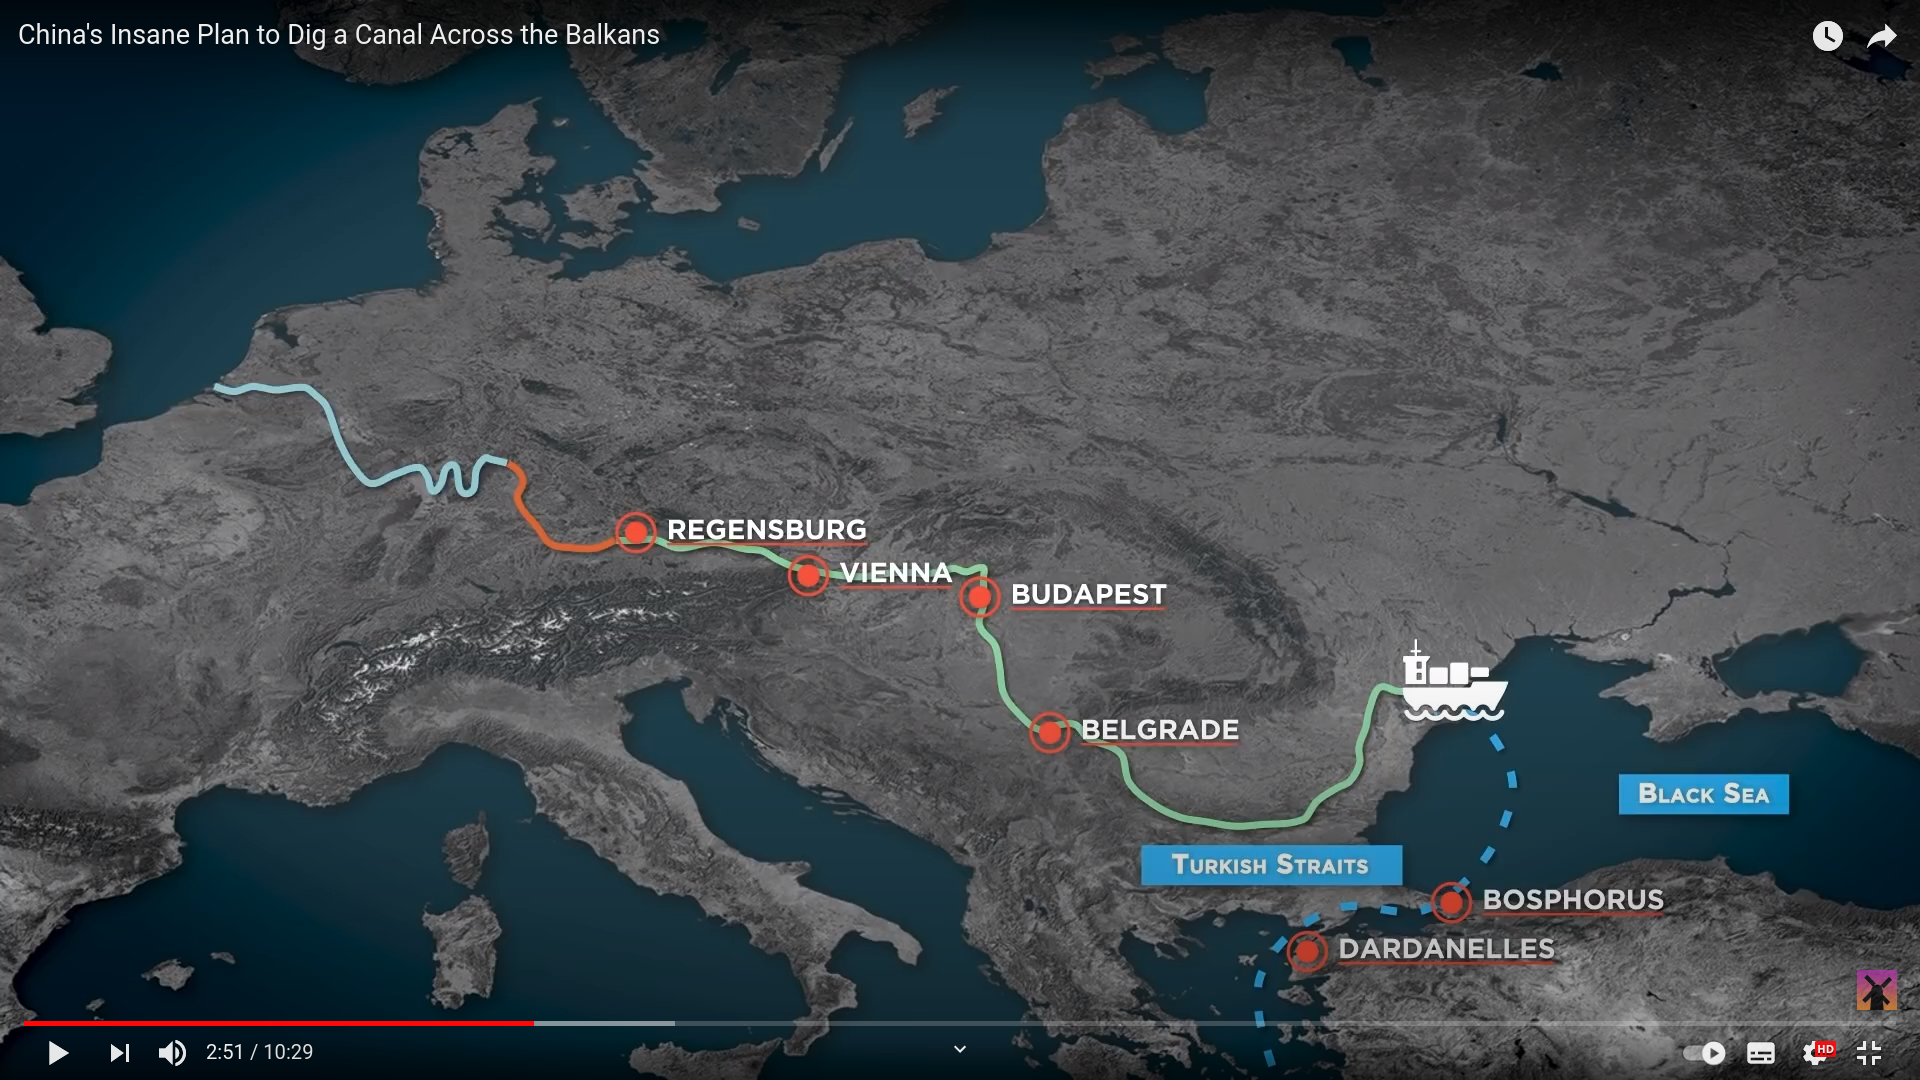 China's Insane Plan to Dig a Canal Across the Balkans
REGENSBURG
VIENNA
BUDAPEST
BELGRADE
BLACK SEA
TURKISH STRAITS
BOSPHORUS
DARDANELLES
2:51 / 10:29
HD